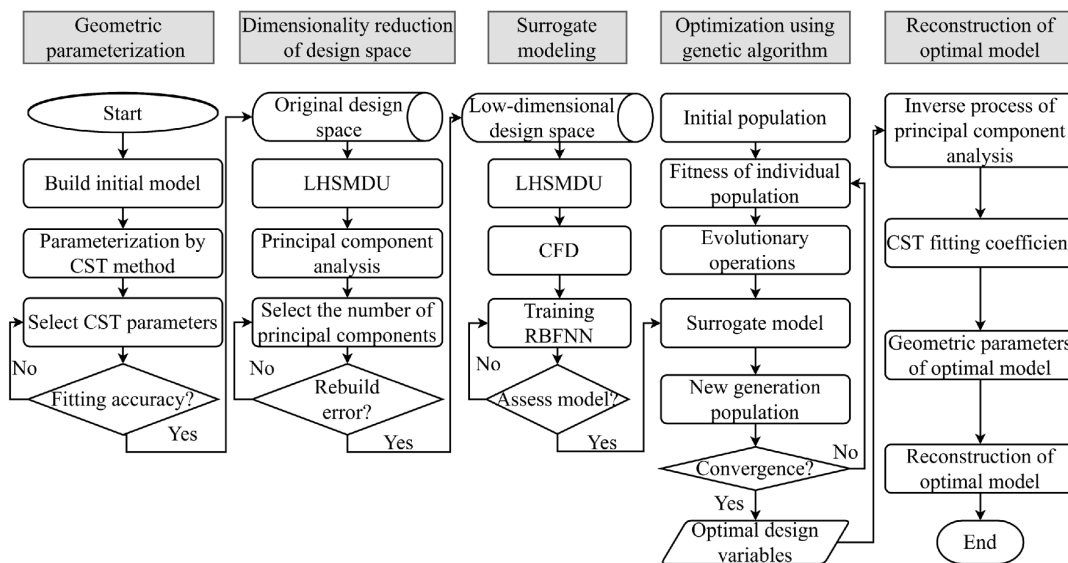 Geometric
parameterization
Dimensionality reduction
of design space
Surrogate
modeling
Optimization using
genetic algorithm
Reconstruction of
optimal model
Start
Build initial model
Parameterization by
CST method
Select CST parameters
No
Fitting accuracy?
Yes
Original design
space
LHSMDU
Principal component
analysis
Select the number of
principal components
No
Rebuild
error?
Yes
Low-dimensional
design space
LHSMDU
CFD
Training
RBFNN
No
Assess model?
Yes
Initial population
Fitness of individual
population
Evolutionary
operations
Surrogate model
New generation
population
Convergence?
No
Yes
Optimal design
variables
Inverse process of
principal component
analysis
CST fitting coefficien
Geometric parameters
of optimal model
Reconstruction of
optimal model
End